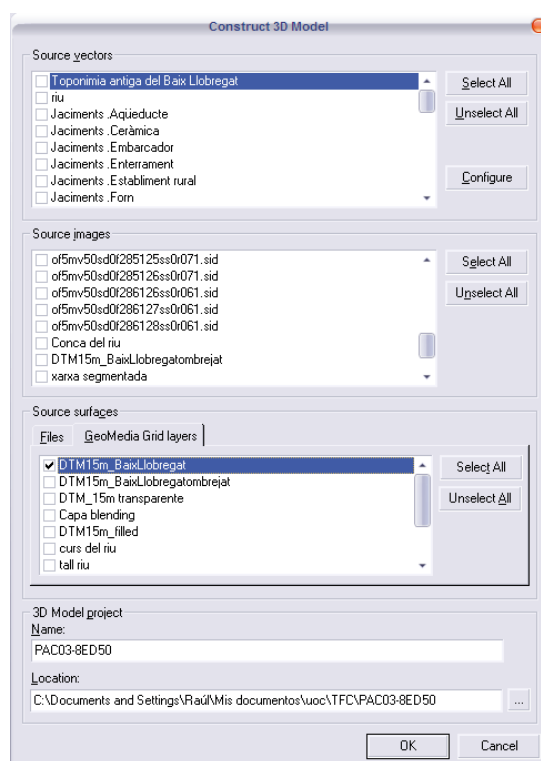 Construct 3D Model
Source vectors
Toponimia antiga del Baix Llobregat
riu
Jaciments .Aqüeducte
Jaciments .Ceràmica
Jaciments .Embarcador
Jaciments .Enterrament
Jaciments .Establiment rural
Jaciments .Forn
Select All
Unselect All
Configure
Source images
of5mv50sd0f285125ss0r071.sid
of5mv50sd0f285126ss0r071.sid
of5mv50sd0f286126ss0r061.sid
of5mv50sd0f286127ss0r061.sid
of5mv50sd0f286128ss0r061.sid
Conca del riu
DTM15m_BaixLlobregatombrejat
xarxa segmentada
Select All
Unselect All
Source surfaces
Files GeoMedia Grid layers
DTM15m_BaixLlobregat
DTM15m_BaixLlobregatombrejat
DTM_15m transparente
Capa blending
DTM15m_filled
curs del riu
tall riu
Select All
Unselect All
3D Model project
Name:
PAC03-8ED50
Location:
C:\Documents and Settings\Raúl\Mis documentos\uoc\TFC\PAC03-8ED50
...
OK Cancel